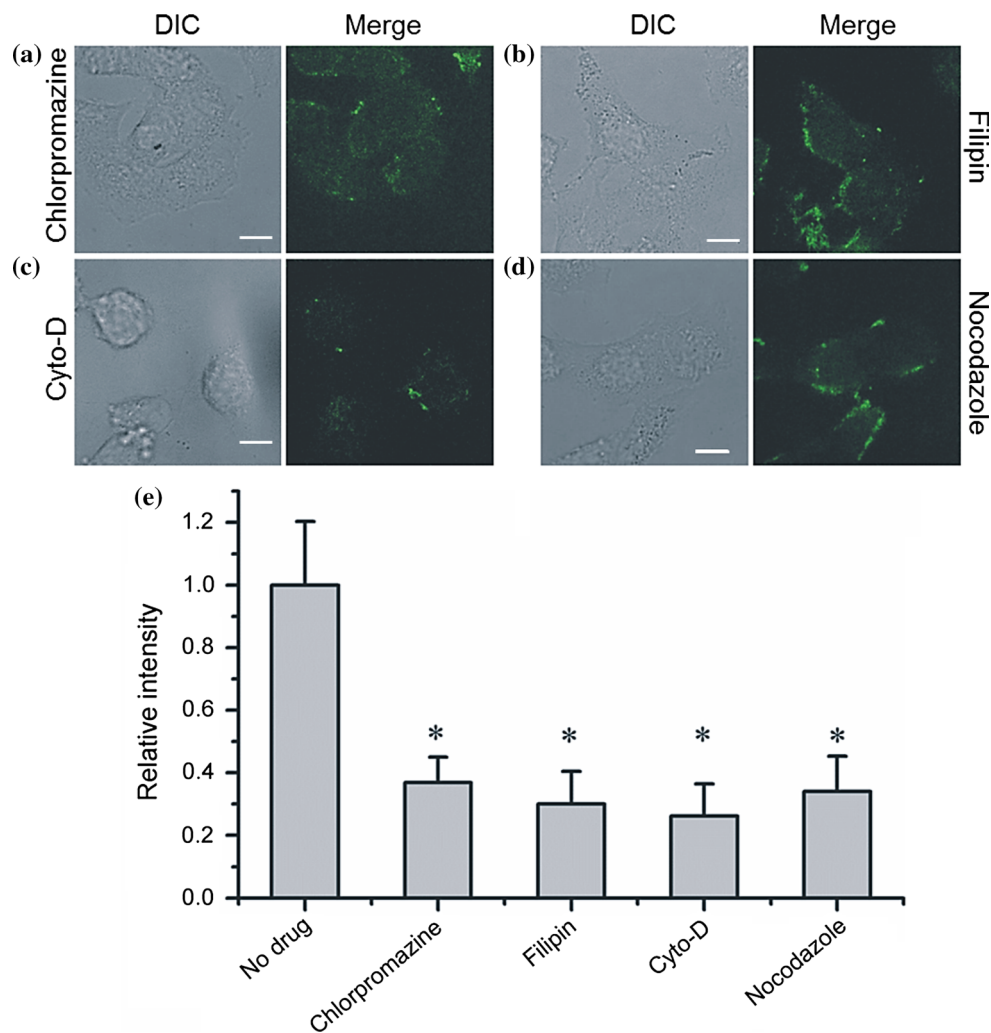 DIC Merge DIC Merge
(a) (b)
Chlorpromazine
Filipin
(c) (d)
Cyto-D
Nocodazole
(e)
Relative intensity
1.2
1.0
0.8
0.6
0.4
0.2
0.0
* * * *
No drug
Chlorpromazine
Filipin
Cyto-D
Nocodazole